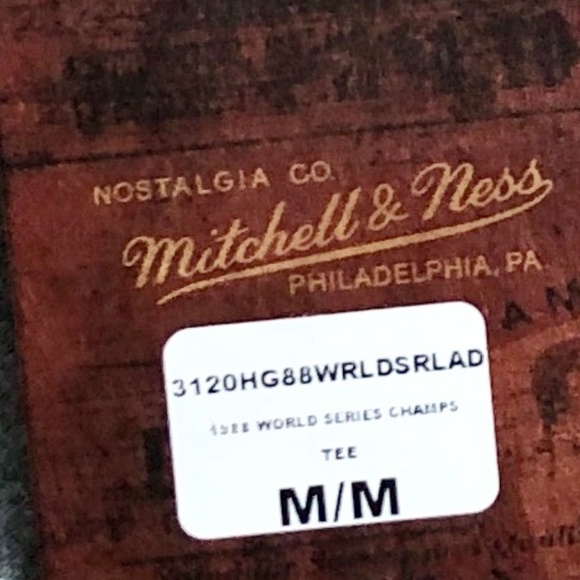 NOSTALGIA CO.
Mitchell & Ness
PHILADELPHIA, PA.
3120HG88WRLDSRLAD
1988 WORLD SERIES CHAMPS
TEE
M/M